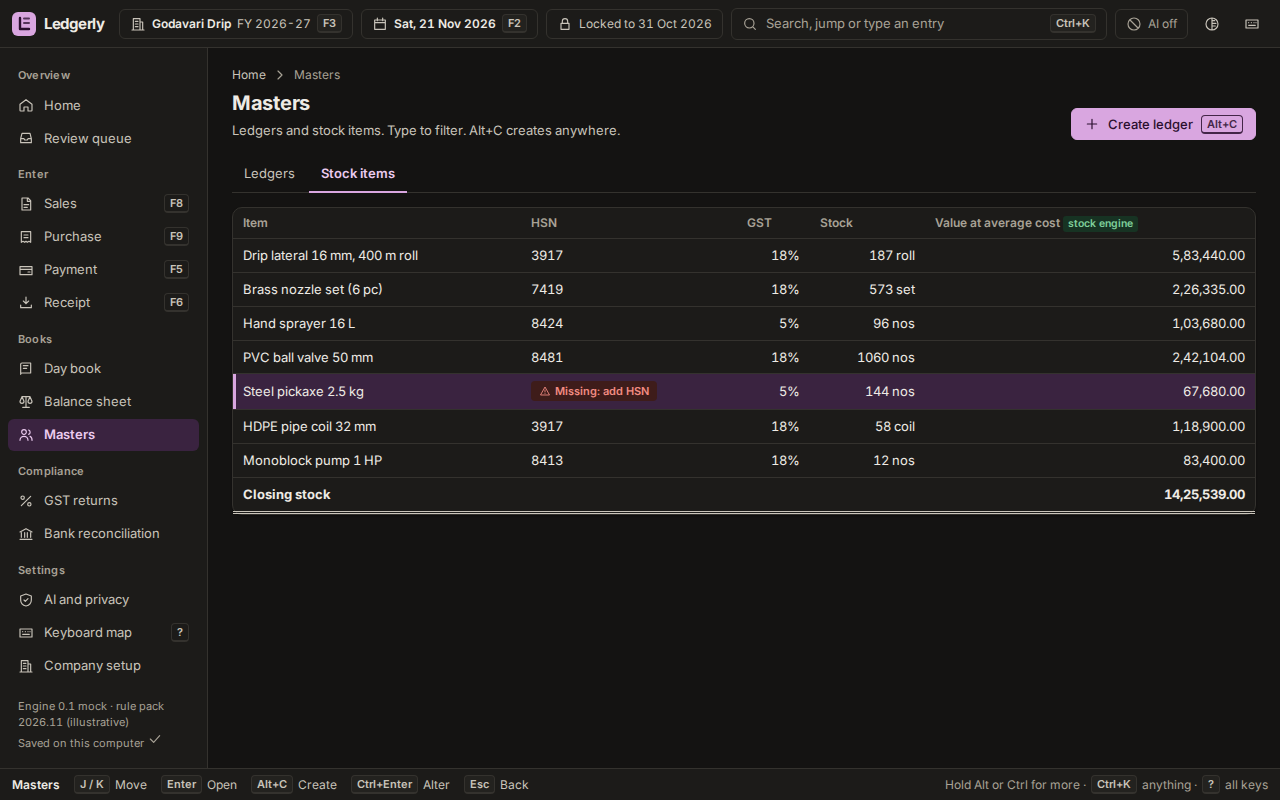 Ledgerly
Godavari Drip FY 2026-27 F3
Sat, 21 Nov 2026 F2
Locked to 31 Oct 2026
Search, jump or type an entry Ctrl+K
AI off
Overview
Home
Review queue
Enter
Sales F8
Purchase F9
Payment F5
Receipt F6
Books
Day book
Balance sheet
Masters
Compliance
GST returns
Bank reconciliation
Settings
AI and privacy
Keyboard map ?
Company setup
Engine 0.1 mock · rule pack
2026.11 (illustrative)
Saved on this computer
Home > Masters
Masters
Ledgers and stock items. Type to filter. Alt+C creates anywhere.
+ Create ledger Alt+C
Ledgers Stock items
Item HSN GST Stock Value at average cost stock engine
Drip lateral 16 mm, 400 m roll 3917 18% 187 roll 5,83,440.00
Brass nozzle set (6 pc) 7419 18% 573 set 2,26,335.00
Hand sprayer 16 L 8424 5% 96 nos 1,03,680.00
PVC ball valve 50 mm 8481 18% 1060 nos 2,42,104.00
Steel pickaxe 2.5 kg Missing: add HSN 5% 144 nos 67,680.00
HDPE pipe coil 32 mm 3917 18% 58 coil 1,18,900.00
Monoblock pump 1 HP 8413 18% 12 nos 83,400.00
Closing stock 14,25,539.00
Masters J / K Move Enter Open Alt+C Create Ctrl+Enter Alter Esc Back
Hold Alt or Ctrl for more · Ctrl+K anything · ? all keys